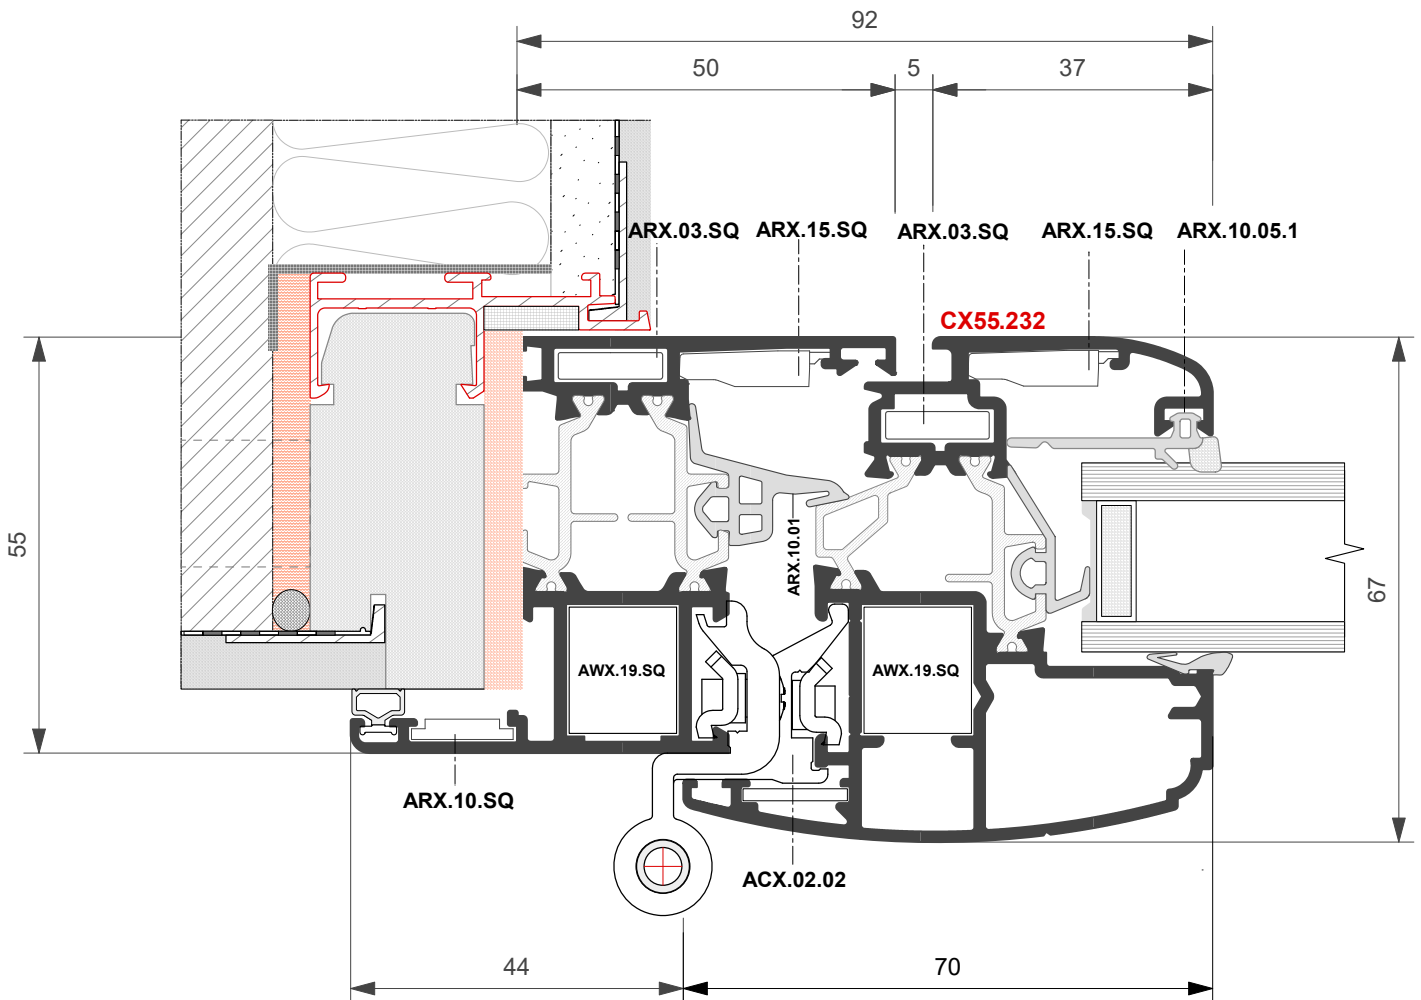 92
50
5
37
ARX.03.SQ
ARX.15.SQ
ARX.03.SQ
ARX.15.SQ
ARX.10.05.1
CX55.232
55
ARX.10.01
67
AWX.19.SQ
AWX.19.SQ
ARX.10.SQ
ACX.02.02
44
70